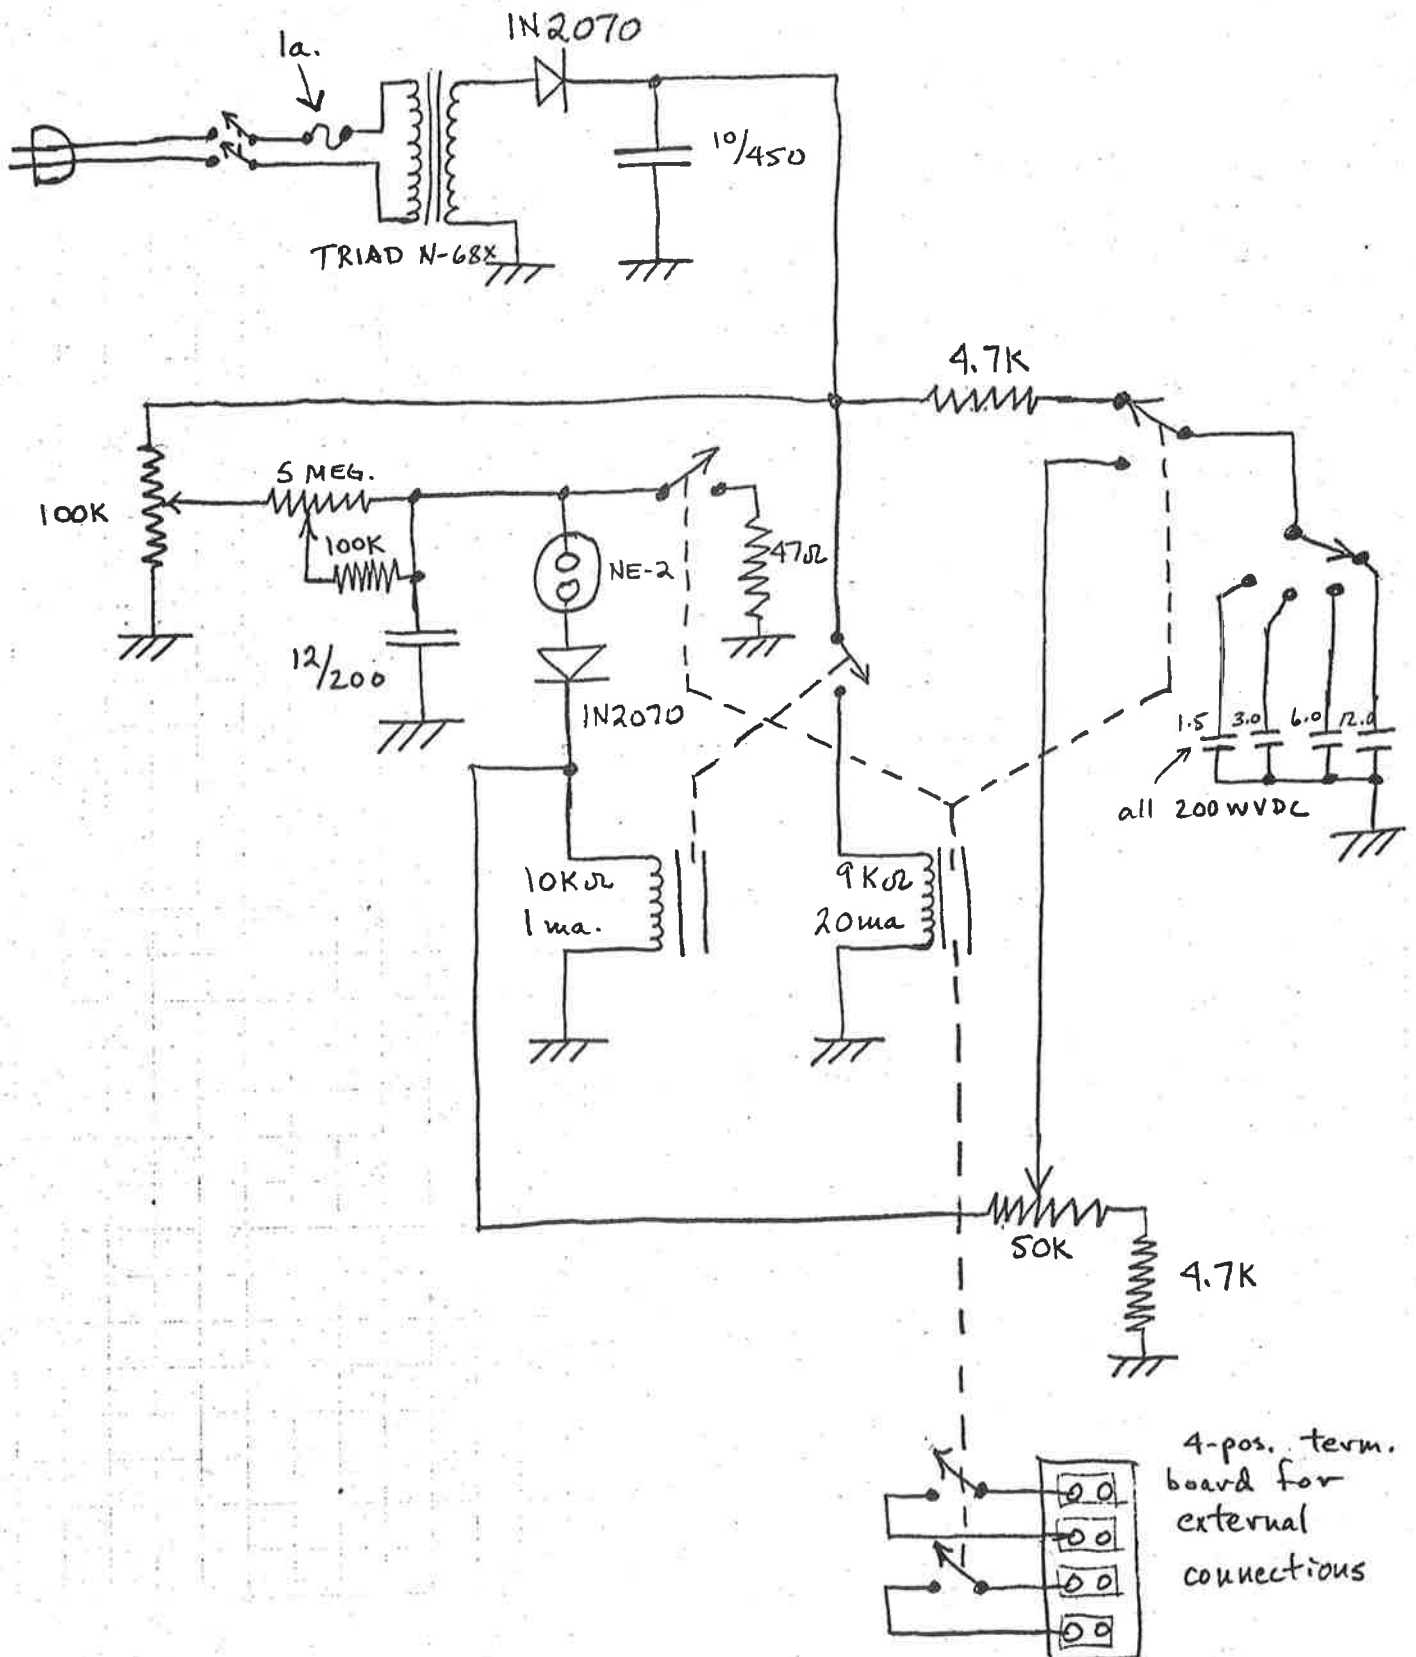 1a.
IN2070
10/450
TRIAD N-68X
4.7K
5 MEG.
100K
100K
NE-2
47Ω
12/200
IN2070
1.5 3.0 6.0 12.0
all 200 WVDC
10KΩ
1 ma.
9KΩ
20ma
50K
4.7K
4-pos. term.
board for
external
connections